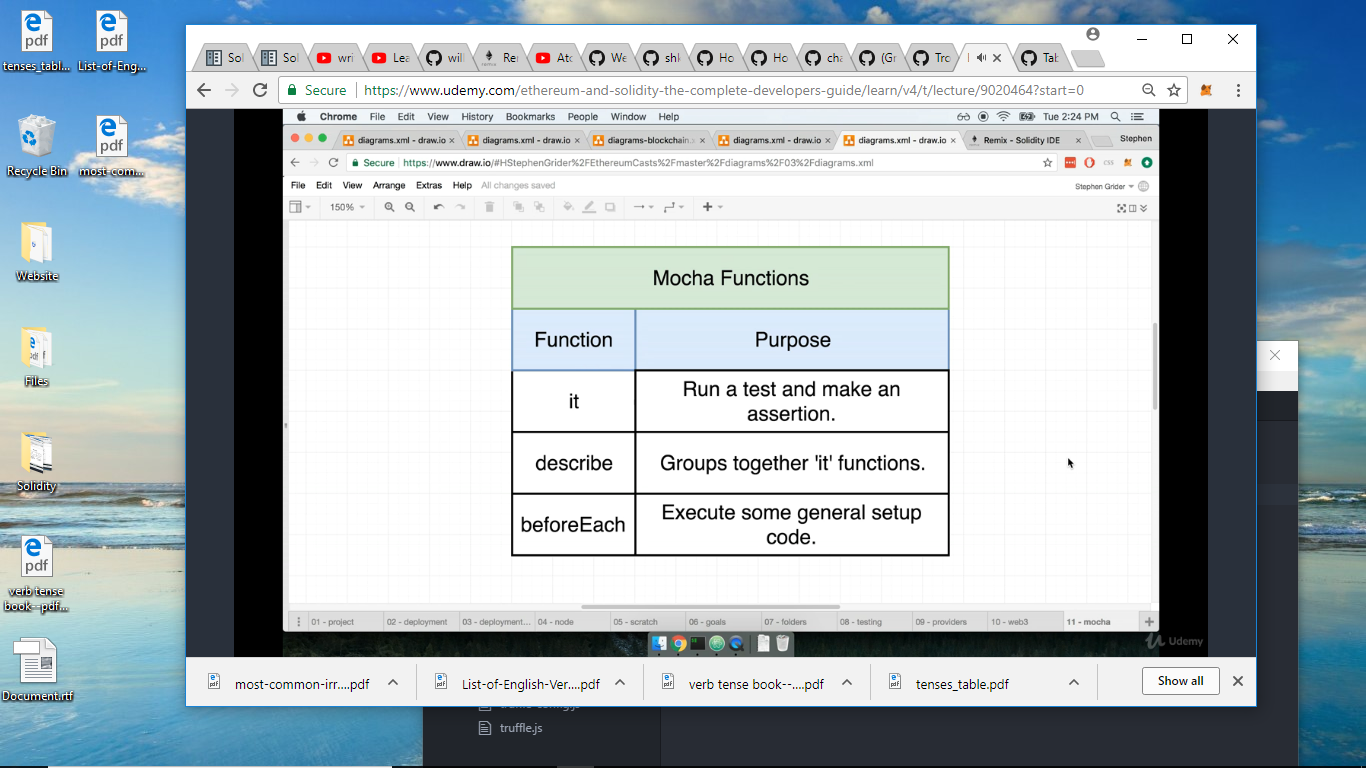 tenses_tabl...
List-of-Eng...
Recycle Bin
most-com...
Website
Files
Solidity
verb tense
book--pdf...
Document.rtf
Sol
Sol
wri
Lea
will
Re
Ato
We
shl
Ho
Ho
cha
(Gr
Tro
Tab
Secure
https://www.udemy.com/ethereum-and-solidity-the-complete-developers-guide/learn/v4/t/lecture/9020464?start=0
Chrome File Edit View History Bookmarks People Window Help
Tue 2:24 PM
diagrams.xml - draw.io
diagrams.xml - draw.io
diagrams-blockchain.x
diagrams.xml - draw.io
diagrams.xml - draw.io
Remix - Solidity IDE
Stephen
Secure
https://www.draw.io/#HStephenGrider%2FEthereumCasts%2Fmaster%2Fdiagrams%2F03%2Fdiagrams.xml
CSS
File Edit View Arrange Extras Help All changes saved
Stephen Grider
150%
Mocha Functions
Function
Purpose
it
Run a test and make an
assertion.
describe
Groups together 'it' functions.
beforeEach
Execute some general setup
code.
01 - project
02 - deployment
03 - deployment...
04 - node
05 - scratch
06 - goals
07 - folders
08 - testing
09 - providers
10 - web3
11 - mocha
Udemy
most-common-irr....pdf
List-of-English-Ver....pdf
verb tense book--....pdf
tenses_table.pdf
Show all
truffle.js